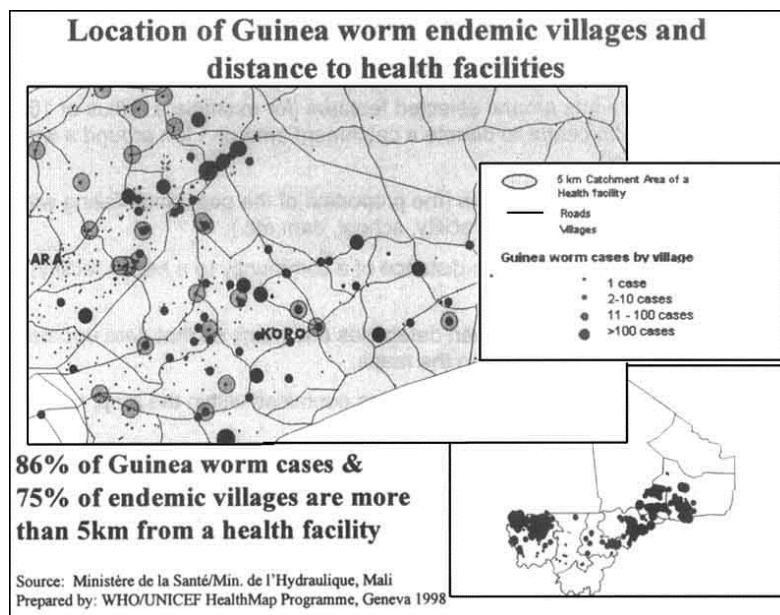 Location of Guinea worm endemic villages and
distance to health facilities
ARA
KORO
5 km Catchment Area of a
Health facility
Roads
Villages
Guinea worm cases by village
1 case
2-10 cases
11 - 100 cases
>100 cases
86% of Guinea worm cases &
75% of endemic villages are more
than 5km from a health facility
Source: Ministère de la Santé/Min. de l'Hydraulique, Mali
Prepared by: WHO/UNICEF HealthMap Programme, Geneva 1998